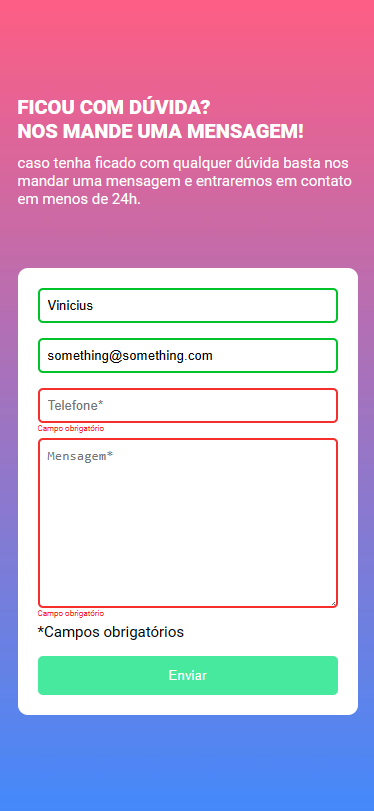 FICOU COM DÚVIDA?
NOS MANDE UMA MENSAGEM!
caso tenha ficado com qualquer dúvida basta nos
mandar uma mensagem e entraremos em contato
em menos de 24h.
Vinicius
something@something.com
Telefone*
Campo obrigatório
Mensagem*
Campo obrigatório
*Campos obrigatórios
Enviar